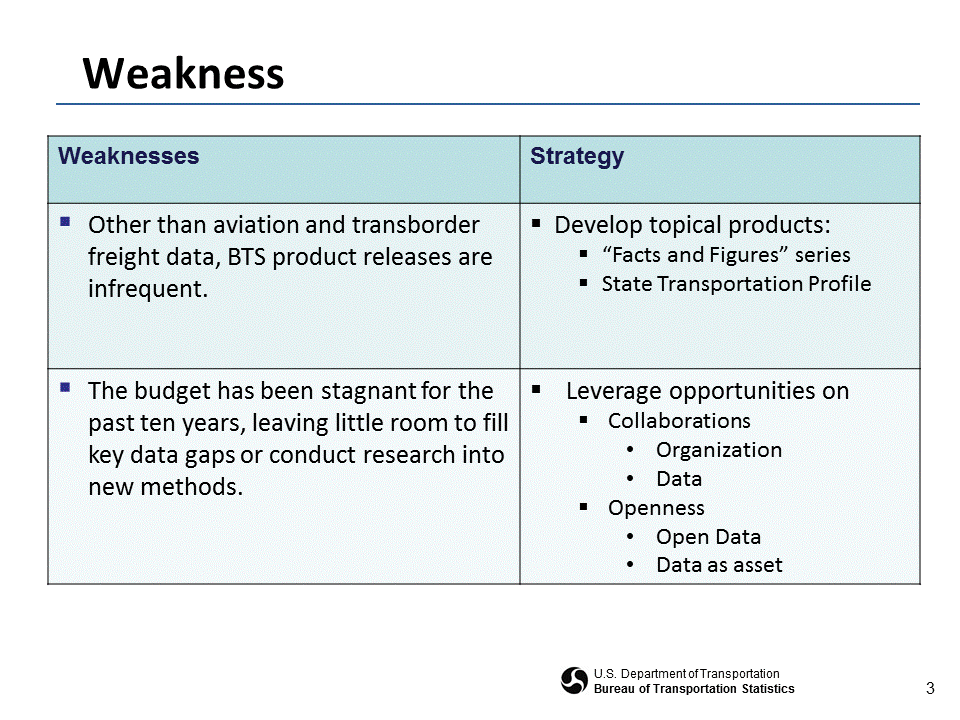 Weakness
Weaknesses
Strategy
▪ Other than aviation and transborder
freight data, BTS product releases are
infrequent.
▪ Develop topical products:
▪ “Facts and Figures” series
▪ State Transportation Profile
▪ The budget has been stagnant for the
past ten years, leaving little room to fill
key data gaps or conduct research into
new methods.
▪ Leverage opportunities on
▪ Collaborations
• Organization
• Data
▪ Openness
• Open Data
• Data as asset
U.S. Department of Transportation
Bureau of Transportation Statistics
3